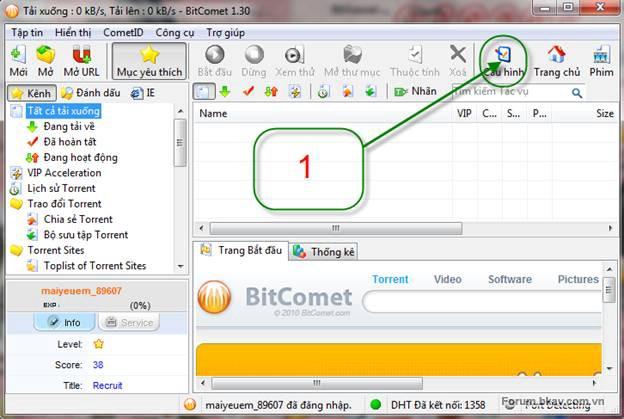 Tải xuống : 0 kB/s, Tải lên : 0 kB/s - BitComet 1.30
Tập tin Hiển thị CometID Công cụ Trợ giúp
Mới Mở Mở URL Mục yêu thích Bắt đầu Dừng Xem thử Mở thư mục Thuộc tính Xoá Cấu hình Trang chủ Phim
Kênh Đánh dấu IE
Nhãn Tìm kiếm Tác vụ
Tất cả tải xuống
Đang tải về
Đã hoàn tất
Đang hoạt động
VIP Acceleration
Lịch sử Torrent
Trao đổi Torrent
Chia sẻ Torrent
Bộ sưu tập Torrent
Torrent Sites
Toplist of Torrent Sites
Name VIP C... S... P... Size
1
Trang Bắt đầu Thống kê
Torrent Video Software Pictures
BitComet
© 2010 BitComet.com
maiyeuem_89607
EXP: (0%)
Info Service
Level:
Score: 38
Title: Recruit
maiyeuem_89607 đã đăng nhập. DHT Đã kết nối: 1358
Forum.bkav.com.vn